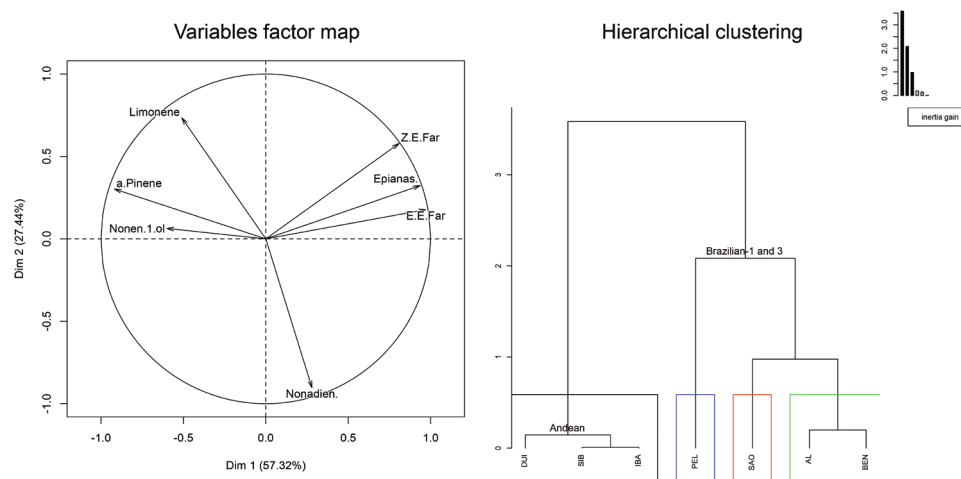 Variables factor map
Hierarchical clustering
1.0
0.5
0.0
-0.5
-1.0
Dim 2 (27.44%)
Limonene
Z.E.Far
a.Pinene
Epianas.
E.E.Far
Nonen.1.ol
Nonadien.
-1.0
-0.5
0.0
0.5
1.0
Dim 1 (57.32%)
3.0
2.0
1.0
0.0
inertia gain
3
2
1
0
Brazilian-1 and 3
Andean
DUI
SIB
IBA
PEL
SAO
AL
BEN